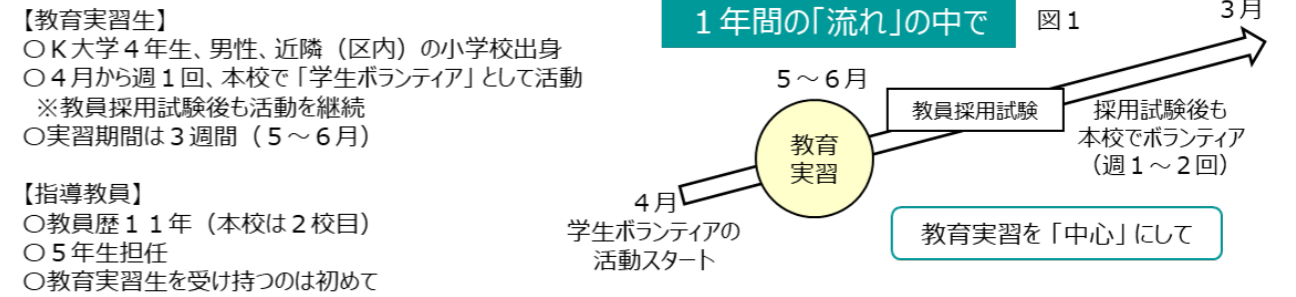 【教育実習生】
○K大学4年生、男性、近隣（区内）の小学校出身
○4月から週1回、本校で「学生ボランティア」として活動
※教員採用試験後も活動を継続
○実習期間は3週間（5～6月）
【指導教員】
○教員歴11年（本校は2校目）
○5年生担任
○教育実習生を受け持つのは初めて
1年間の「流れ」の中で
図1
3月
5～6月
教育
実習
教員採用試験
採用試験後も
本校でボランティア
（週1～2回）
4月
学生ボランティアの
活動スタート
教育実習を「中心」にして